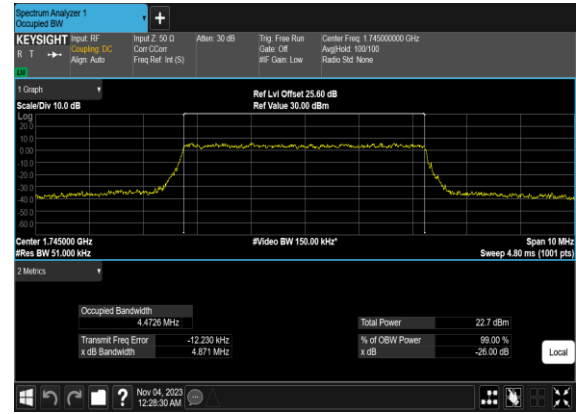 Spectrum Analyzer 1
Occupied BW
+
KEYSIGHT Input: RF Input Z: 50 Ω Atten: 30 dB Trig: Free Run Center Freq: 1.745000000 GHz
R T Coupling: DC Corr CCorr Gate: Off Avg|Hold: 100/100
Align: Auto Freq Ref: Int (S) #IF Gain: Low Radio Std: None
LXI
1 Graph
Ref Lvl Offset 25.60 dB
Scale/Div 10.0 dB Ref Value 30.00 dBm
Log
20.0
10.0
0.00
-10.0
-20.0
-30.0
-40.0
-50.0
-60.0
Center 1.745000 GHz #Video BW 150.00 kHz* Span 10 MHz
#Res BW 51.000 kHz Sweep 4.80 ms (1001 pts)
2 Metrics
Occupied Bandwidth
4.4726 MHz Total Power 22.7 dBm
Transmit Freq Error -12.230 kHz % of OBW Power 99.00 %
x dB Bandwidth 4.871 MHz x dB -26.00 dB
Local
?
Nov 04, 2023
12:28:30 AM